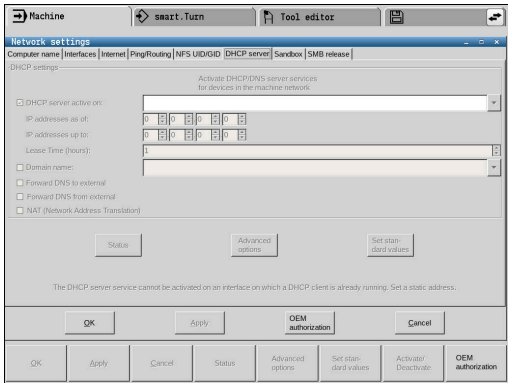 Machine
smart.Turn
Tool editor
Network settings
Computer name Interfaces Internet Ping/Routing NFS UID/GID DHCP server Sandbox SMB release
DHCP settings
Activate DHCP/DNS server services
for devices in the machine network
DHCP server active on:
IP addresses as of: 0 0 0 0
IP addresses up to: 0 0 0 0
Lease Time (hours): 1
Domain name:
Forward DNS to external
Forward DNS from external
NAT (Network Address Translation)
Status
Advanced
options
Set stan-
dard values
The DHCP server service cannot be activated on an interface on which a DHCP client is already running. Set a static address.
OK
Apply
OEM
authorization
Cancel
OK
Apply
Cancel
Status
Advanced
options
Set stan-
dard values
Activate/
Deactivate
OEM
authorization